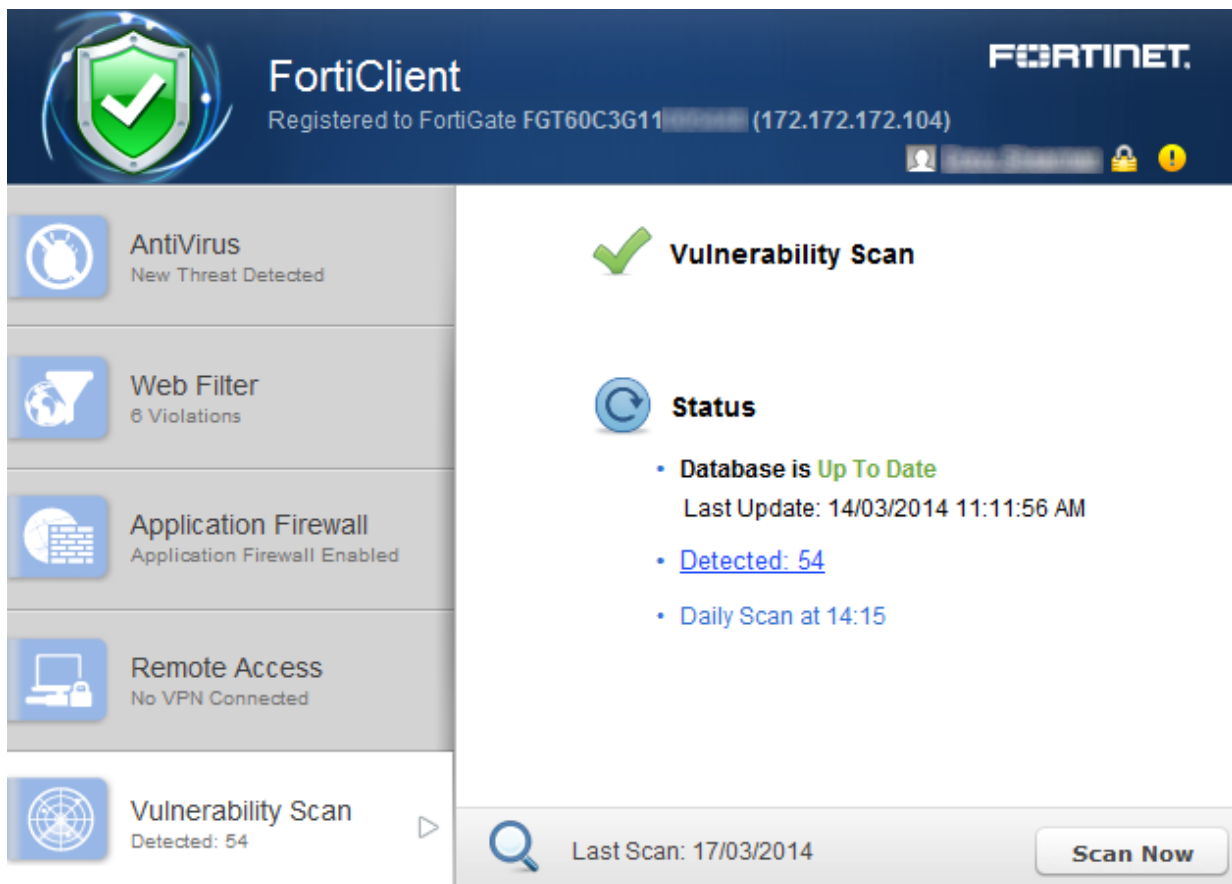 FORTINET.
FortiClient
Registered to FortiGate FGT60C3G11 (172.172.172.104)
AntiVirus
New Threat Detected
Web Filter
6 Violations
Application Firewall
Application Firewall Enabled
Remote Access
No VPN Connected
Vulnerability Scan
Detected: 54
Vulnerability Scan
Status
• Database is Up To Date
Last Update: 14/03/2014 11:11:56 AM
• Detected: 54
• Daily Scan at 14:15
Last Scan: 17/03/2014
Scan Now